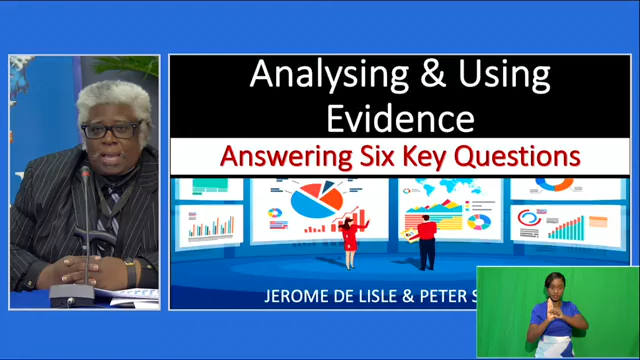 Analysing & Using
Evidence
Answering Six Key Questions
JEROME DE LISLE & PETER S